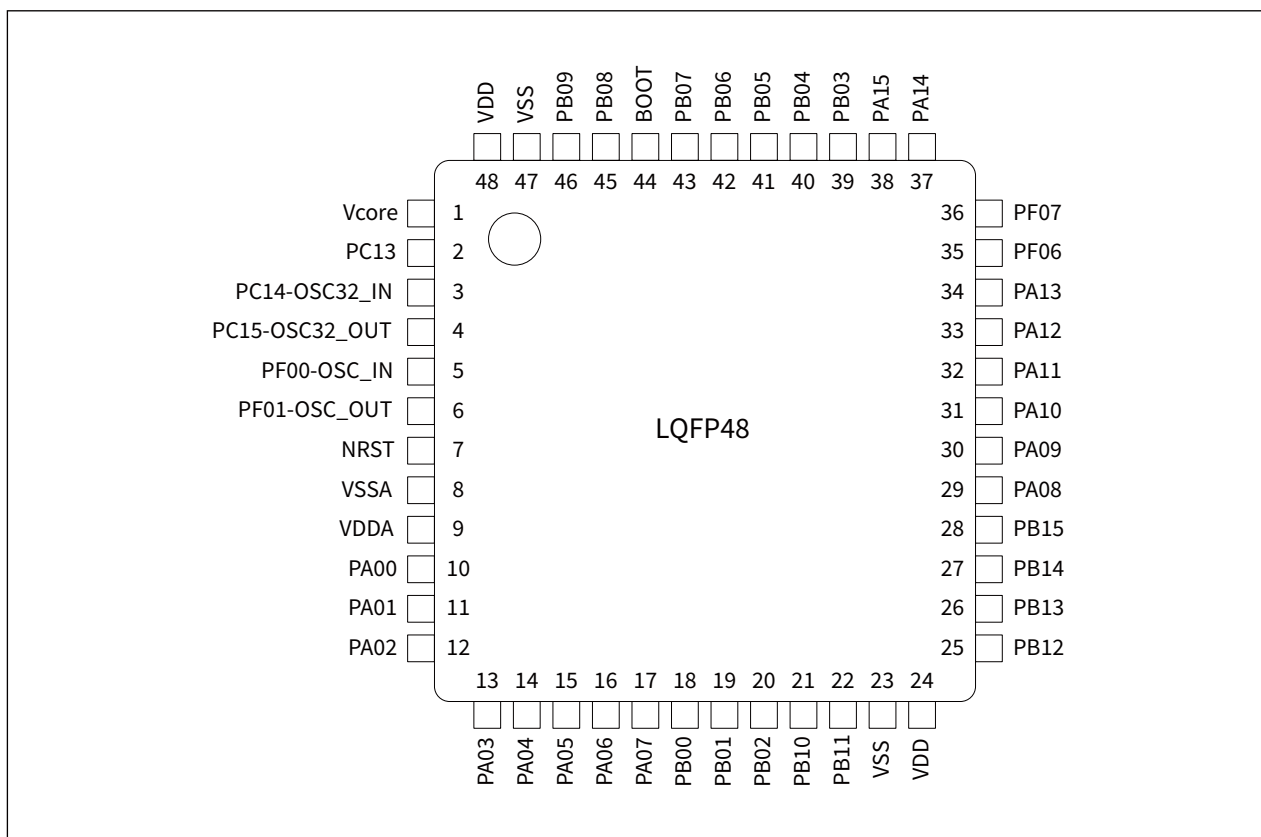 VDD VSS PB09 PB08 BOOT PB07 PB06 PB05 PB04 PB03 PA15 PA14
48 47 46 45 44 43 42 41 40 39 38 37
Vcore 1 36 PF07
PC13 2 35 PF06
PC14-OSC32_IN 3 34 PA13
PC15-OSC32_OUT 4 33 PA12
PF00-OSC_IN 5 32 PA11
PF01-OSC_OUT 6 31 PA10
LQFP48
NRST 7 30 PA09
VSSA 8 29 PA08
VDDA 9 28 PB15
PA00 10 27 PB14
PA01 11 26 PB13
PA02 12 25 PB12
13 14 15 16 17 18 19 20 21 22 23 24
PA03 PA04 PA05 PA06 PA07 PB00 PB01 PB02 PB10 PB11 VSS VDD